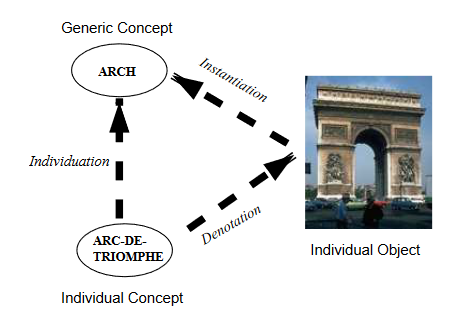 Generic Concept
ARCH
Instantiation
Individuation
Denotation
ARC-DE-
TRIOMPHE
Individual Object
Individual Concept